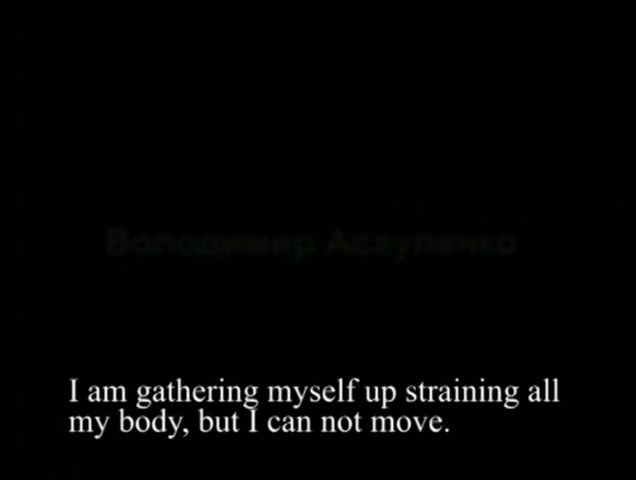 Володимир Асауленко
I am gathering myself up straining all
my body, but I can not move.